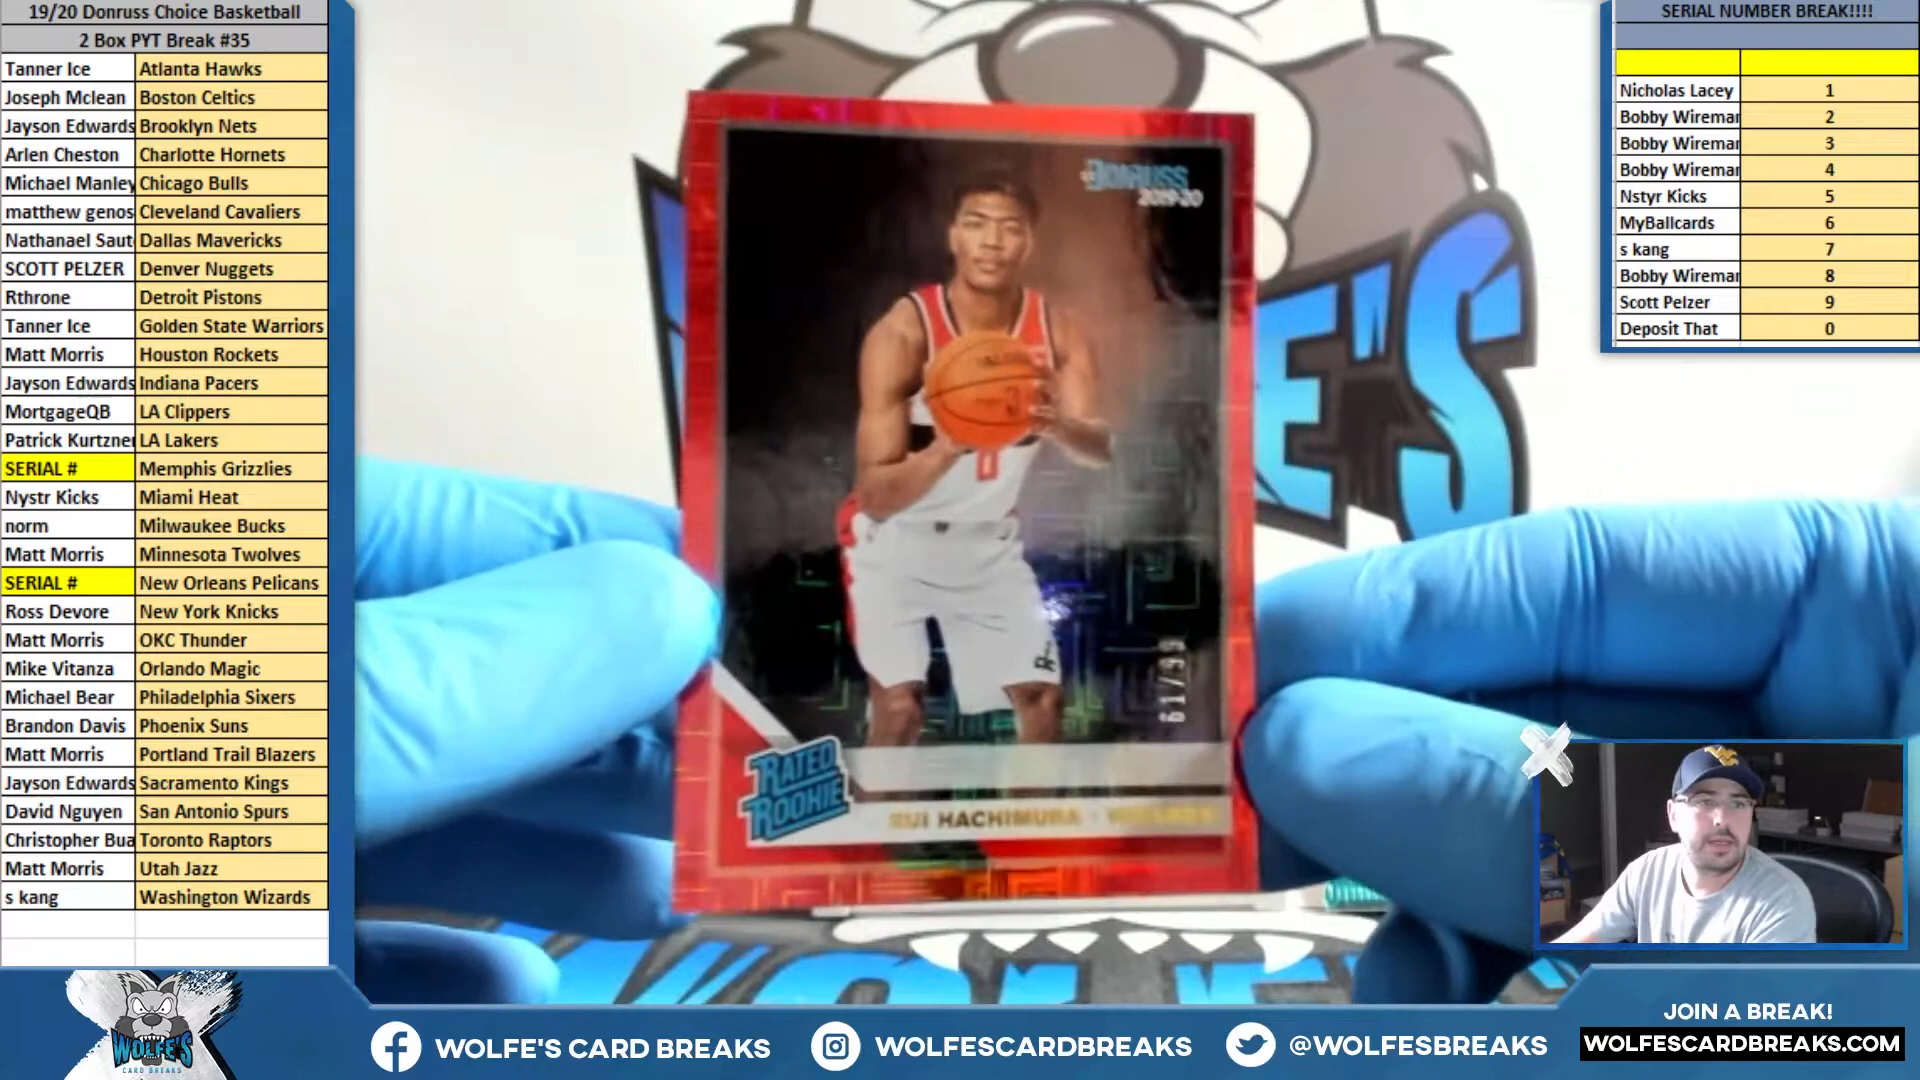 19/20 Donruss Choice Basketball
2 Box PYT Break #35
Tanner Ice Atlanta Hawks
Joseph Mclean Boston Celtics
Jayson Edwards Brooklyn Nets
Arlen Cheston Charlotte Hornets
Michael Manley Chicago Bulls
matthew genos Cleveland Cavaliers
Nathanael Saut Dallas Mavericks
SCOTT PELZER Denver Nuggets
Rthrone Detroit Pistons
Tanner Ice Golden State Warriors
Matt Morris Houston Rockets
Jayson Edwards Indiana Pacers
MortgageQB LA Clippers
Patrick Kurtzner LA Lakers
SERIAL # Memphis Grizzlies
Nystr Kicks Miami Heat
norm Milwaukee Bucks
Matt Morris Minnesota Twolves
SERIAL # New Orleans Pelicans
Ross Devore New York Knicks
Matt Morris OKC Thunder
Mike Vitanza Orlando Magic
Michael Bear Philadelphia Sixers
Brandon Davis Phoenix Suns
Matt Morris Portland Trail Blazers
Jayson Edwards Sacramento Kings
David Nguyen San Antonio Spurs
Christopher Bua Toronto Raptors
Matt Morris Utah Jazz
s kang Washington Wizards
DONRUSS
2019-20
61/99
RATED
ROOKIE
RUI HACHIMURA · WIZARDS
SERIAL NUMBER BREAK!!!!
Nicholas Lacey 1
Bobby Wireman 2
Bobby Wireman 3
Bobby Wireman 4
Nstyr Kicks 5
MyBallcards 6
s kang 7
Bobby Wireman 8
Scott Pelzer 9
Deposit That 0
E'S
WOLFE'S
CARD BREAKS
WOLFE'S CARD BREAKS
WOLFESCARDBREAKS
@WOLFESBREAKS
JOIN A BREAK!
WOLFESCARDBREAKS.COM